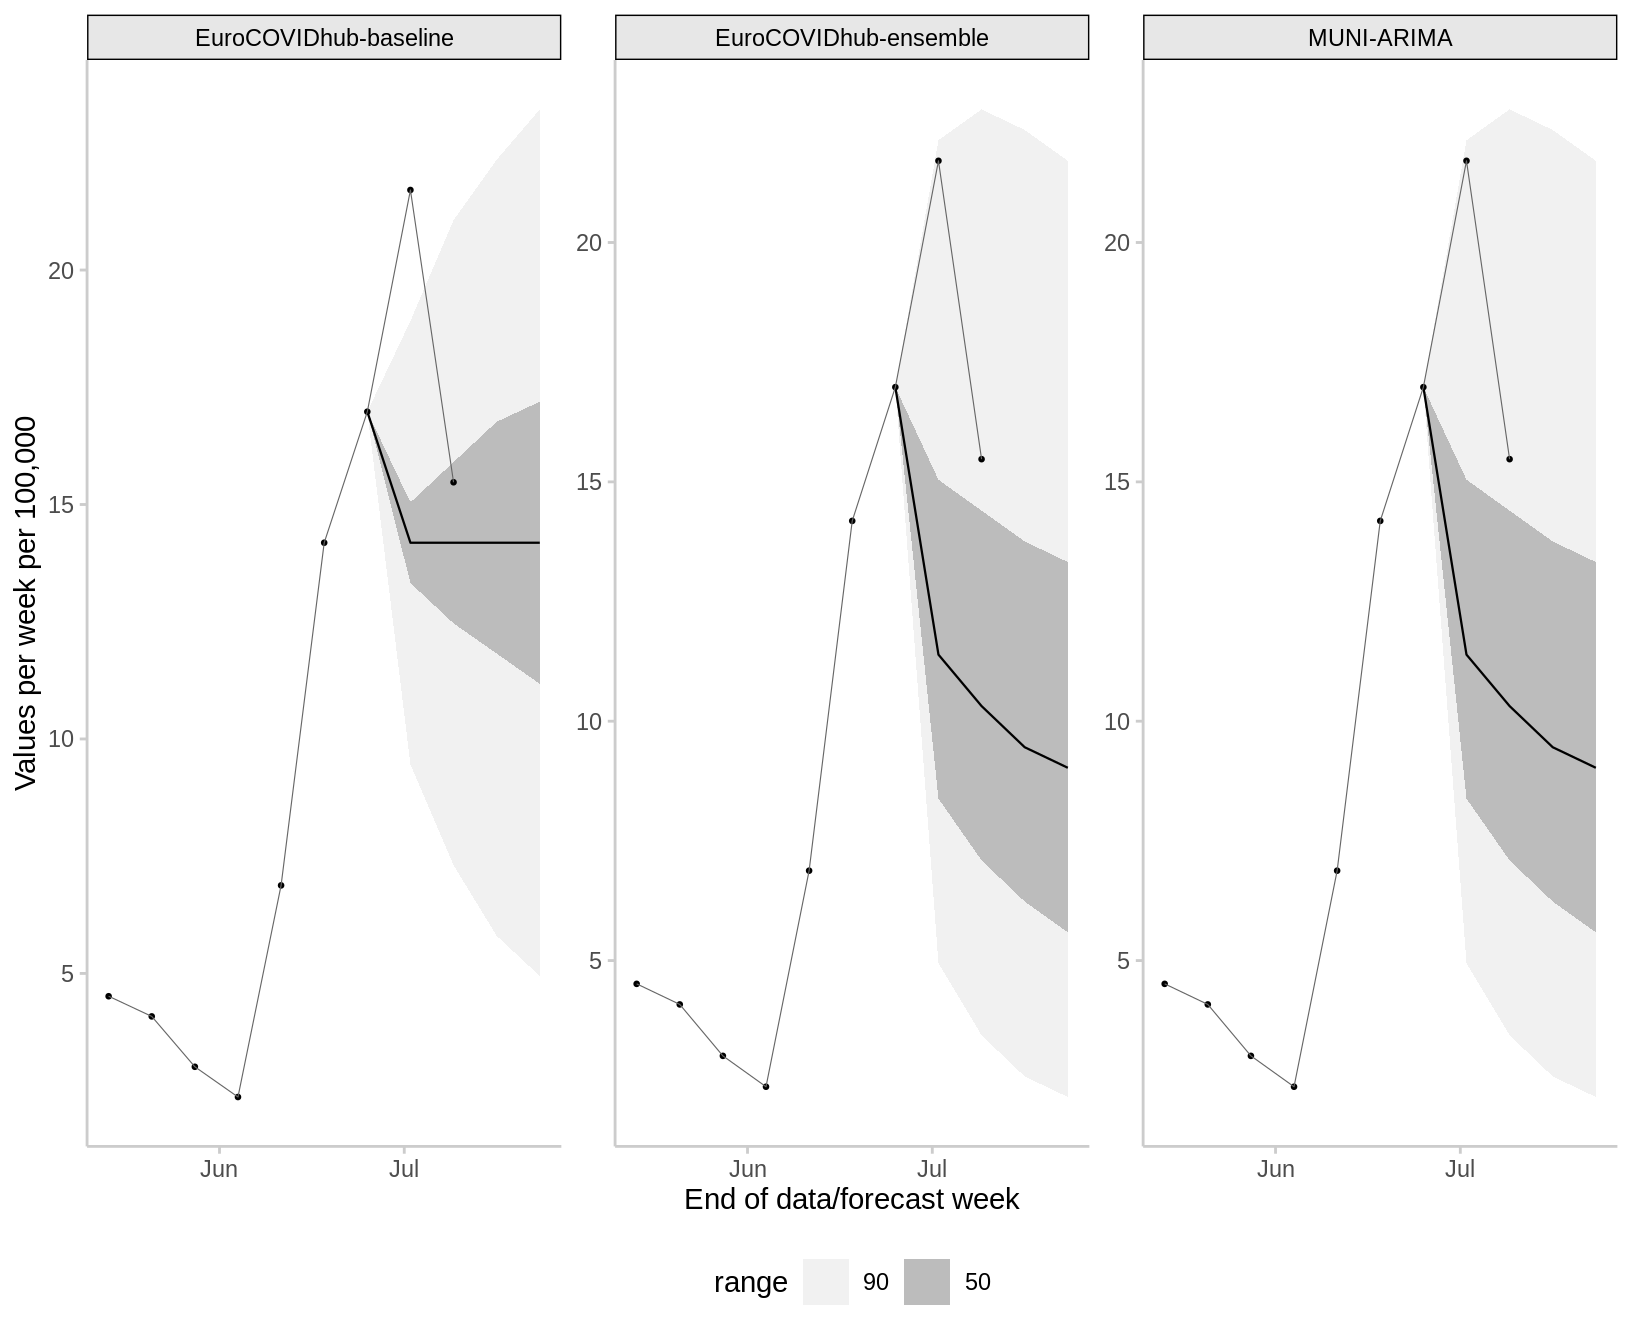 EuroCOVIDhub-baseline
EuroCOVIDhub-ensemble
MUNI-ARIMA
Values per week per 100,000
20
15
10
5
20
15
10
5
20
15
10
5
Jun Jul
Jun Jul
Jun Jul
End of data/forecast week
range 90 50